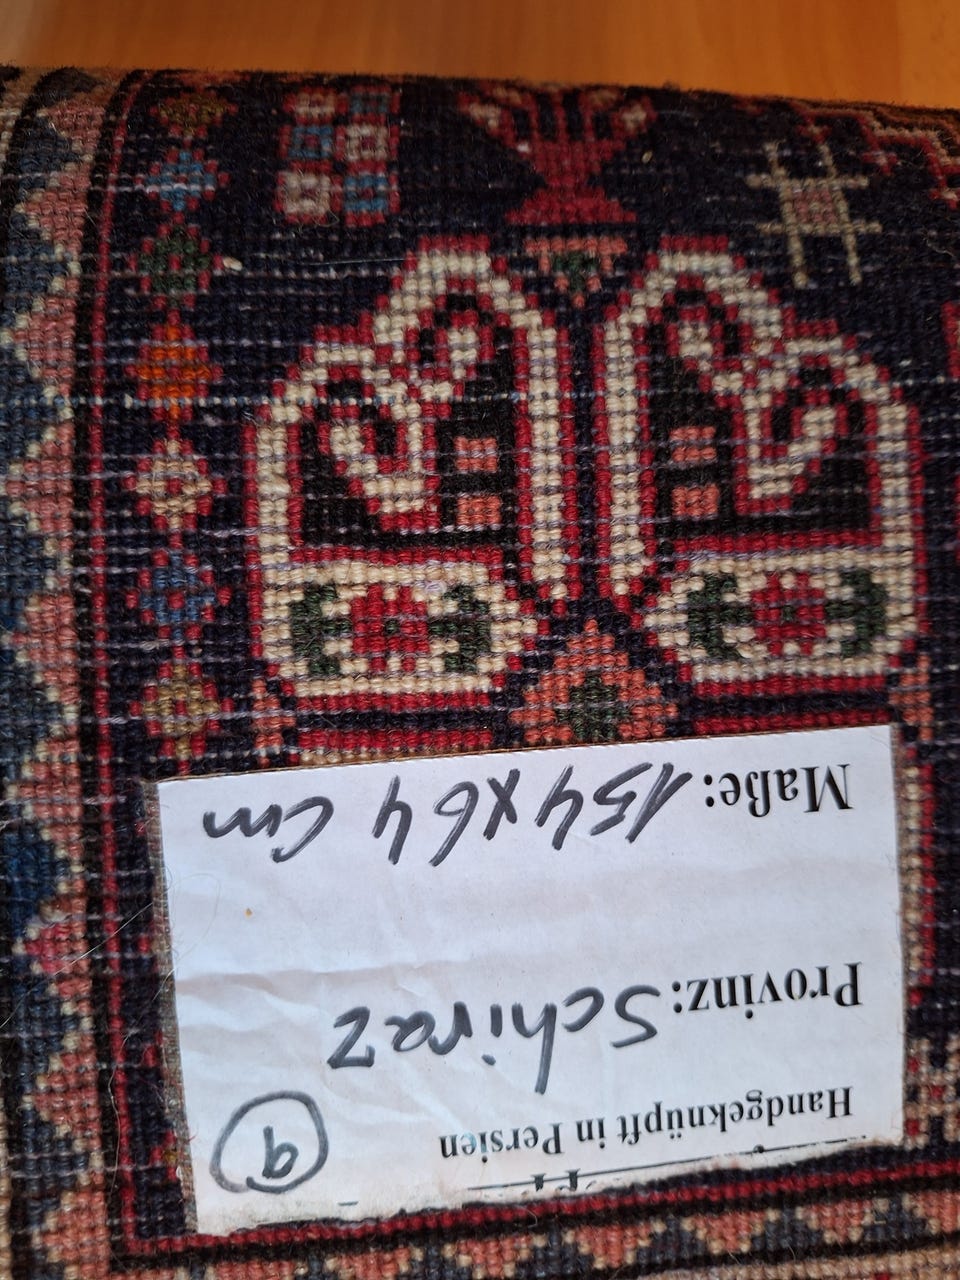 Handgeknüpft in Persien
Provinz: Schiraz
Maße: 154x64 cm